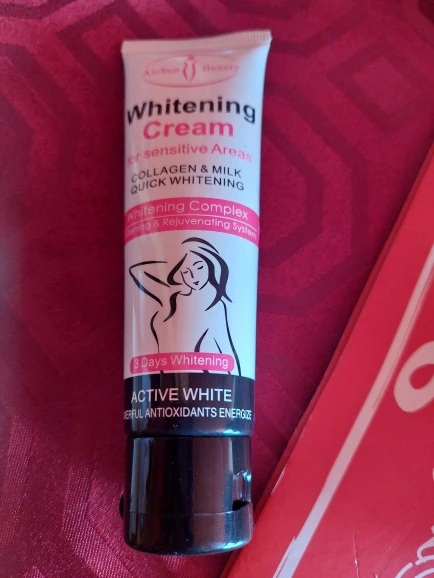 Aichun Beauty
Whitening
Cream
for sensitive Areas
COLLAGEN & MILK
QUICK WHITENING
Whitening Complex
& Rejuvenating System
3 Days Whitening
ACTIVE WHITE
ANTIOXIDANTS ENERGIZE